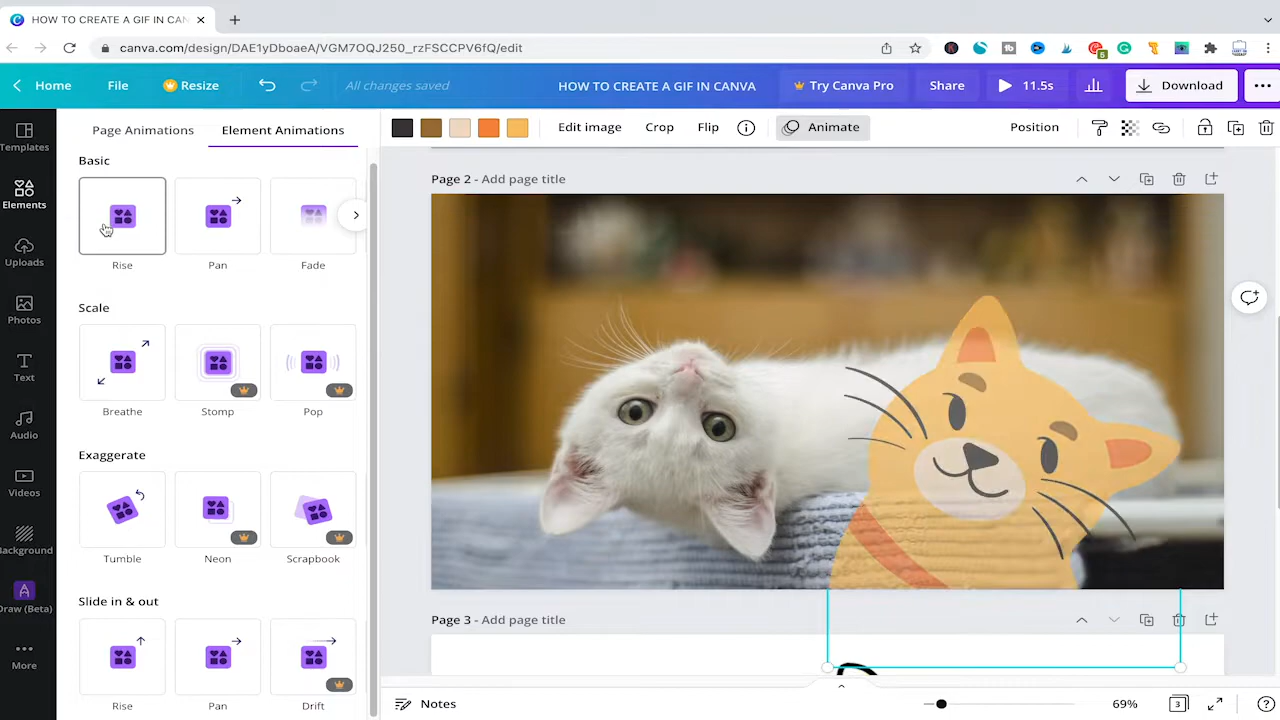 HOW TO CREATE A GIF IN CAN
canva.com/design/DAE1yDboaeA/VGM7OQJ250_rzFSCCPV6fQ/edit
5
Home File Resize All changes saved HOW TO CREATE A GIF IN CANVA Try Canva Pro Share 11.5s Download
Templates
Elements
Uploads
Photos
Text
Audio
Videos
Background
Draw (Beta)
More
Page Animations Element Animations
Basic
Rise Pan Fade
Scale
Breathe Stomp Pop
Exaggerate
Tumble Neon Scrapbook
Slide in & out
Rise Pan Drift
Edit image Crop Flip Animate Position
Page 2 - Add page title
Page 3 - Add page title
Notes 69% 3